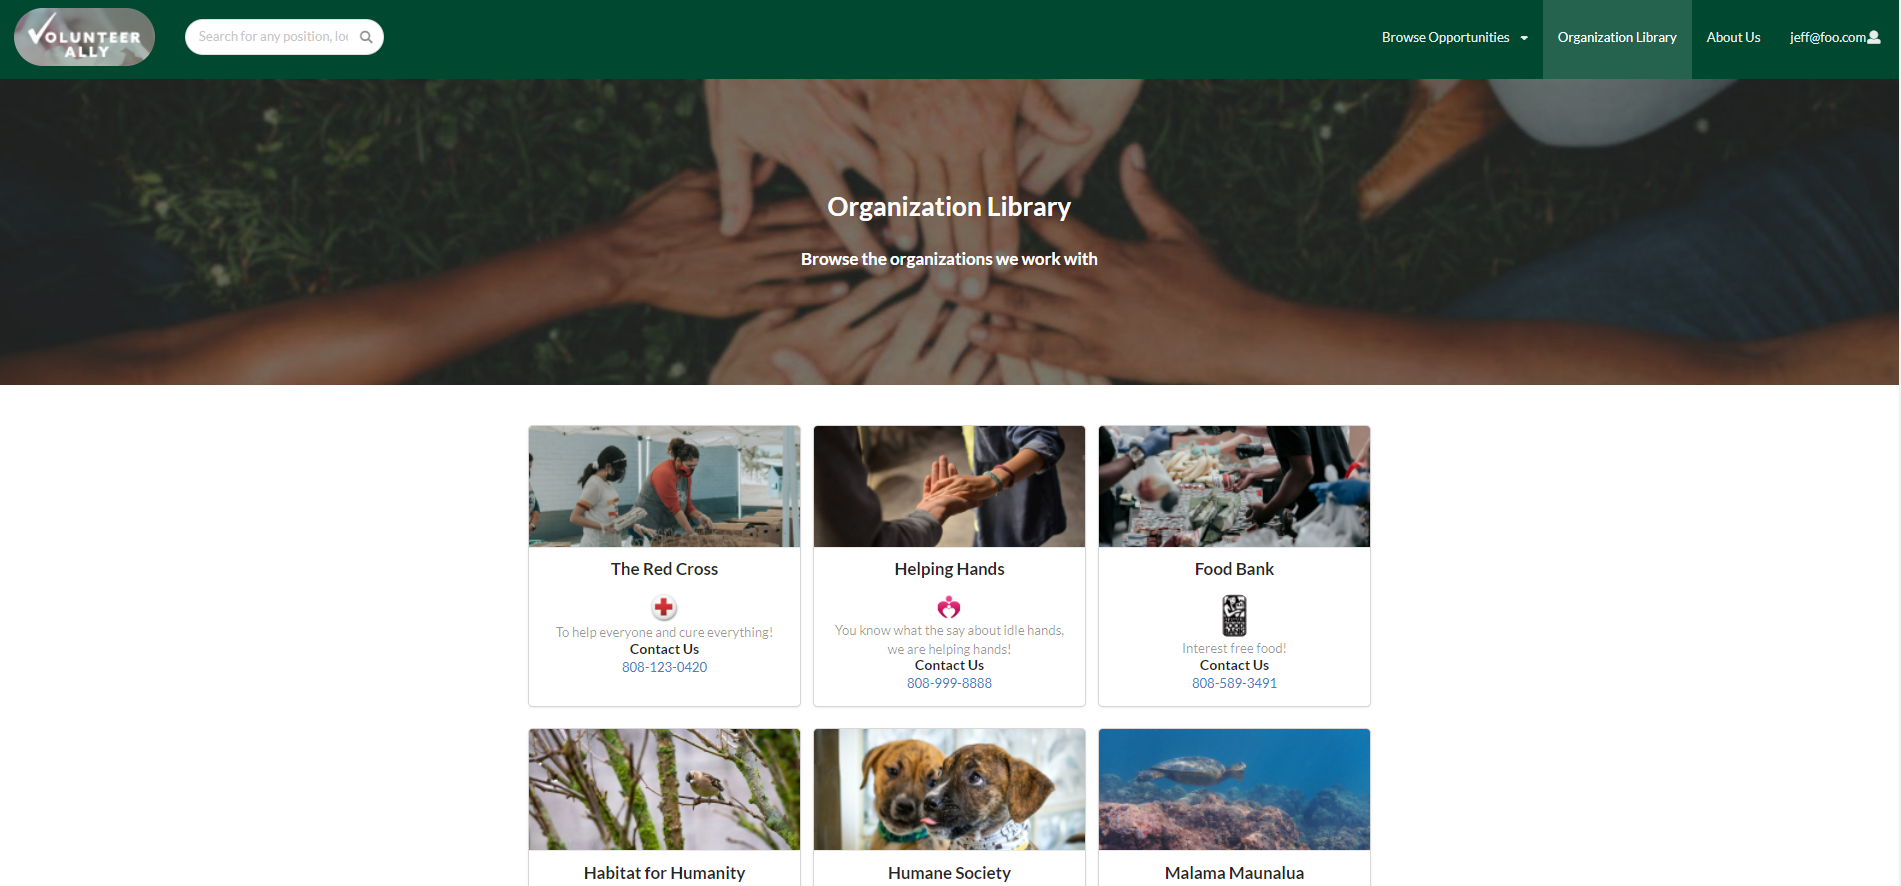 VOLUNTEER
ALLY
Search for any position, loc
Browse Opportunities
Organization Library
About Us
jeff@foo.com
Organization Library
Browse the organizations we work with
The Red Cross
To help everyone and cure everything!
Contact Us
808-123-0420
Helping Hands
You know what the say about idle hands,
we are helping hands!
Contact Us
808-999-8888
Food Bank
Interest free food!
Contact Us
808-589-3491
Habitat for Humanity
Humane Society
Malama Maunalua